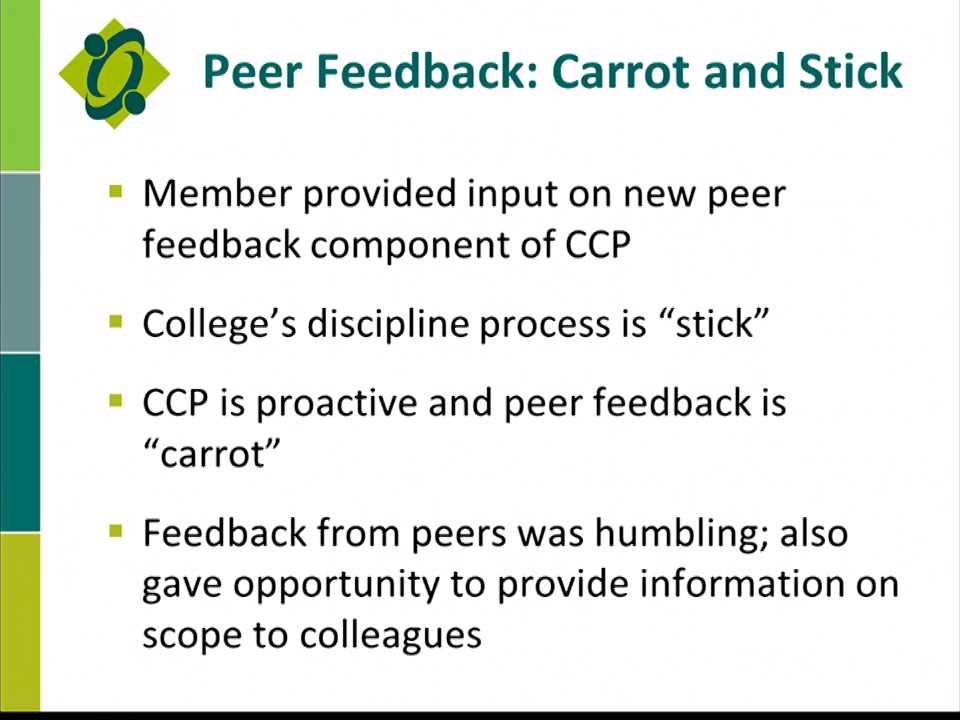 Peer Feedback: Carrot and Stick
▪ Member provided input on new peer
feedback component of CCP
▪ College’s discipline process is “stick”
▪ CCP is proactive and peer feedback is
“carrot”
▪ Feedback from peers was humbling; also
gave opportunity to provide information on
scope to colleagues